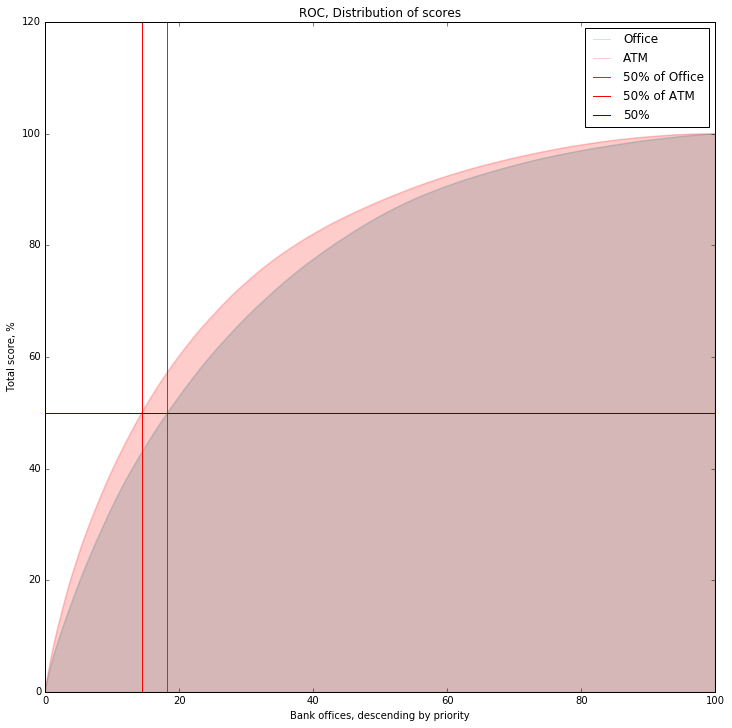 ROC, Distribution of scores
Office
ATM
50% of Office
50% of ATM
50%
120
100
80
60
40
20
0
Total score, %
0 20 40 60 80 100
Bank offices, descending by priority